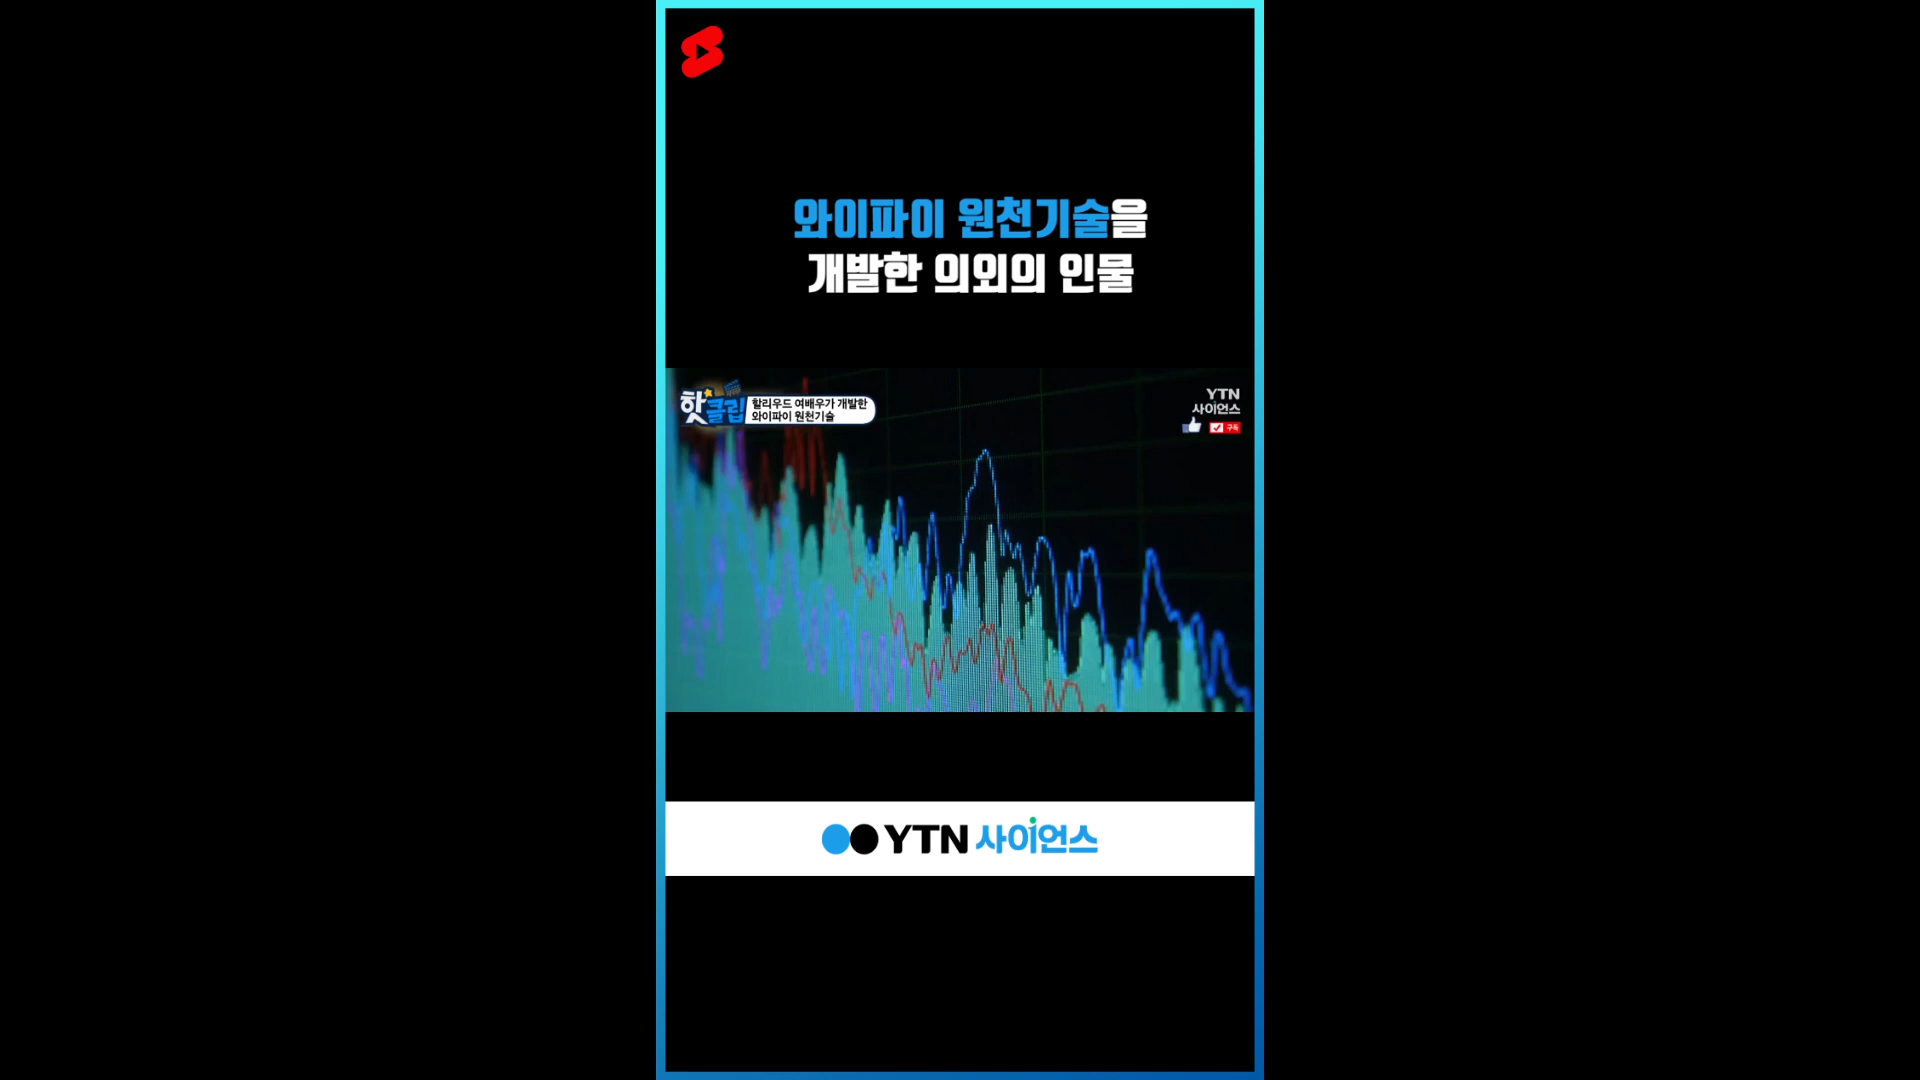 와이파이 원천기술을
개발한 의외의 인물
핫클립
할리우드 여배우가 개발한
와이파이 원천기술
YTN
사이언스
구독
YTN 사이언스